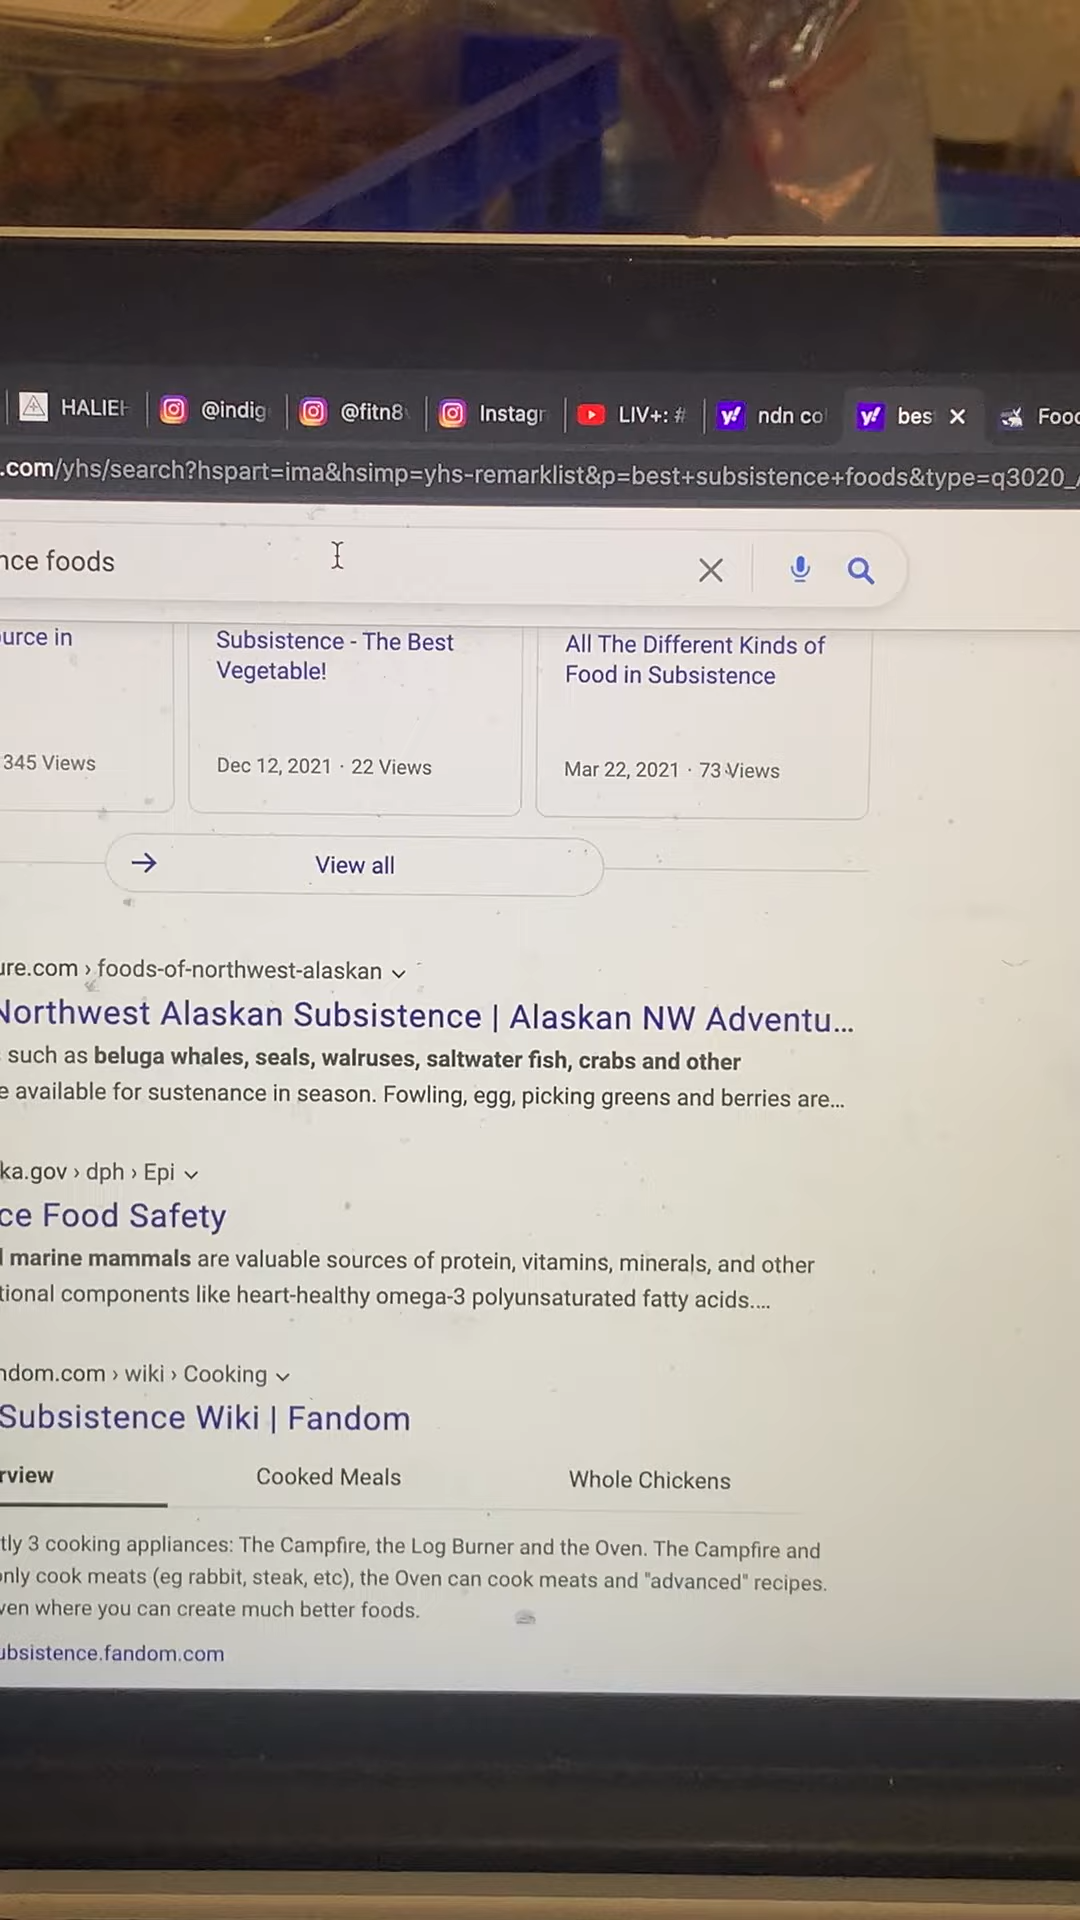 HALIEH
@indig
@fitn8
Instagr
LIV+: #
y!
ndn co
y!
bes
Food
.com/yhs/search?hspart=ima&hsimp=yhs-remarklist&p=best+subsistence+foods&type=q3020_
nce foods
urce in
345 Views
Subsistence - The Best
Vegetable!
Dec 12, 2021 · 22 Views
All The Different Kinds of
Food in Subsistence
Mar 22, 2021 · 73 Views
View all
ure.com › foods-of-northwest-alaskan
Northwest Alaskan Subsistence | Alaskan NW Adventu...
such as beluga whales, seals, walruses, saltwater fish, crabs and other
e available for sustenance in season. Fowling, egg, picking greens and berries are...
ka.gov › dph › Epi
ce Food Safety
marine mammals are valuable sources of protein, vitamins, minerals, and other
tional components like heart-healthy omega-3 polyunsaturated fatty acids....
ndom.com › wiki › Cooking
Subsistence Wiki | Fandom
rview
Cooked Meals
Whole Chickens
tly 3 cooking appliances: The Campfire, the Log Burner and the Oven. The Campfire and
only cook meats (eg rabbit, steak, etc), the Oven can cook meats and "advanced" recipes.
ven where you can create much better foods.
ubsistence.fandom.com